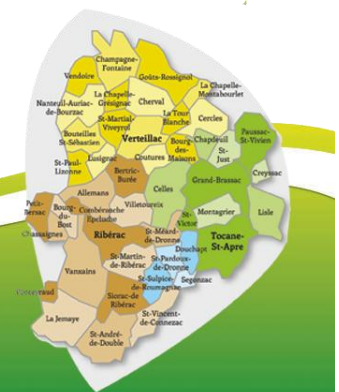 Champagne-
Fontaine
Vendoire
Goûts-Rossignol
La Chapelle-
Montabourlet
La Chapelle-
Grésignac
Cherval
Nanteuil-Auriac-
de-Bourzac
La Tour
Blanche
Cercles
St-Martial-
Viveyrol
Paussac-
St-Vivien
Bouteilles
St-Sébastien
Verteillac
Bourg-
des-
Maisons
Chapdeuil
St-
Just
St-Paul-
Lizonne
Lusignac
Coutures
Bertric-
Burée
Grand-Brassac
Creyssac
Allemans
Celles
Petit-
Bersac
Bourg-
du-
Bost
Comberanche
Epeluche
Villetoureix
St-
Victor
Montagrier
Lisle
Chassaignes
Ribérac
St-Méard-
de-Dronne
Tocane-
St-Apre
Douchapt
Vanxains
St-Martin-
de-Ribérac
St-Pardoux-
de-Dronne
St-Sulpice-
de-Roumagnac
Segonzac
Siorac-de
Ribérac
La Jemaye
St-Vincent-
de-Connezac
St-André-
de-Double